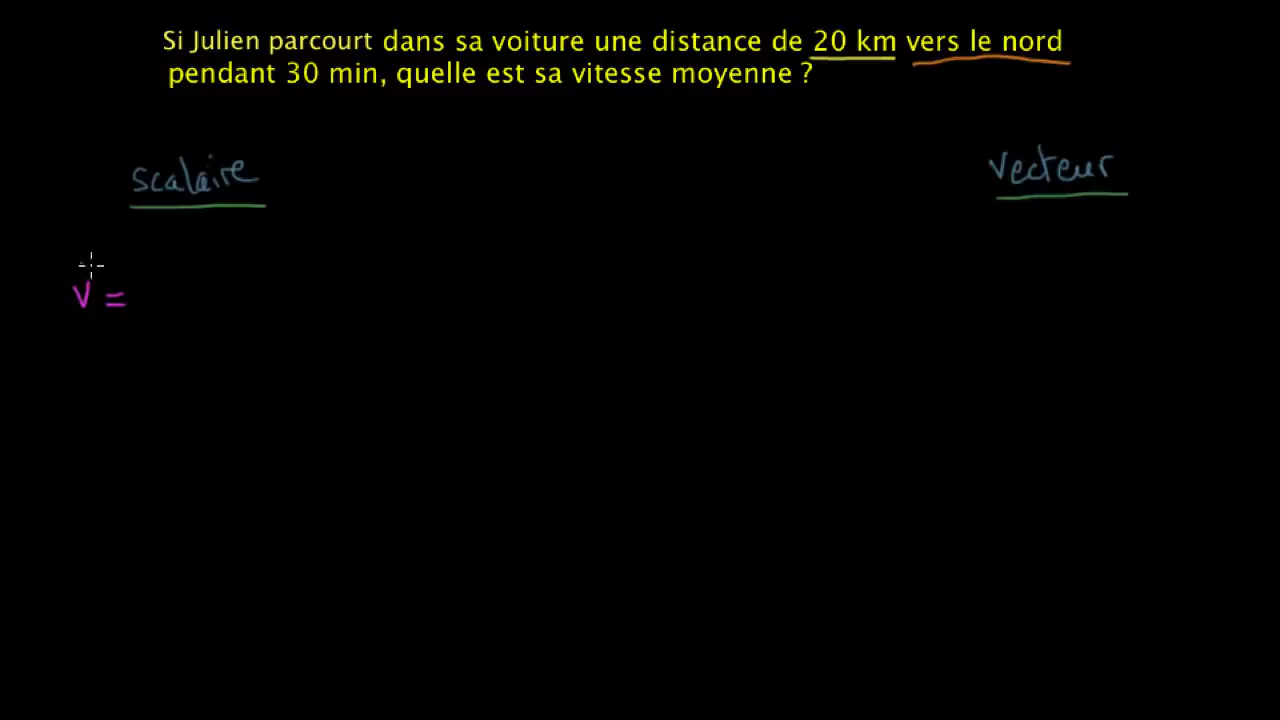 Si Julien parcourt dans sa voiture une distance de 20 km vers le nord
pendant 30 min, quelle est sa vitesse moyenne ?
scalaire
vecteur
v =